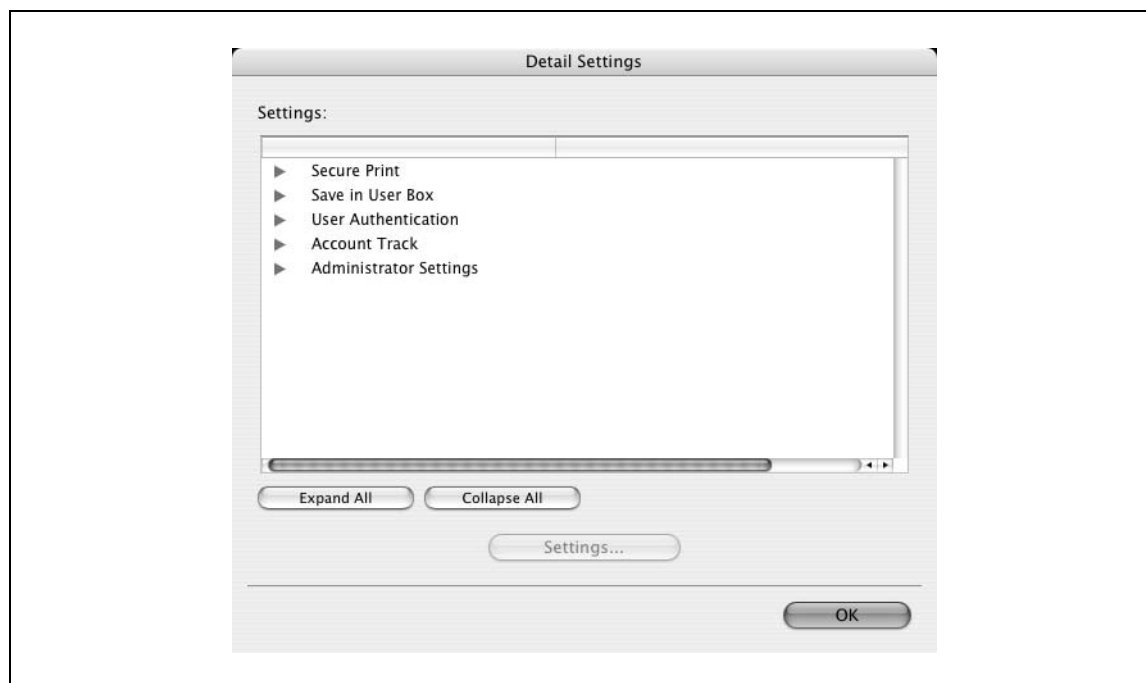 Detail Settings
Settings:
Secure Print
Save in User Box
User Authentication
Account Track
Administrator Settings
Expand All
Collapse All
Settings...
OK